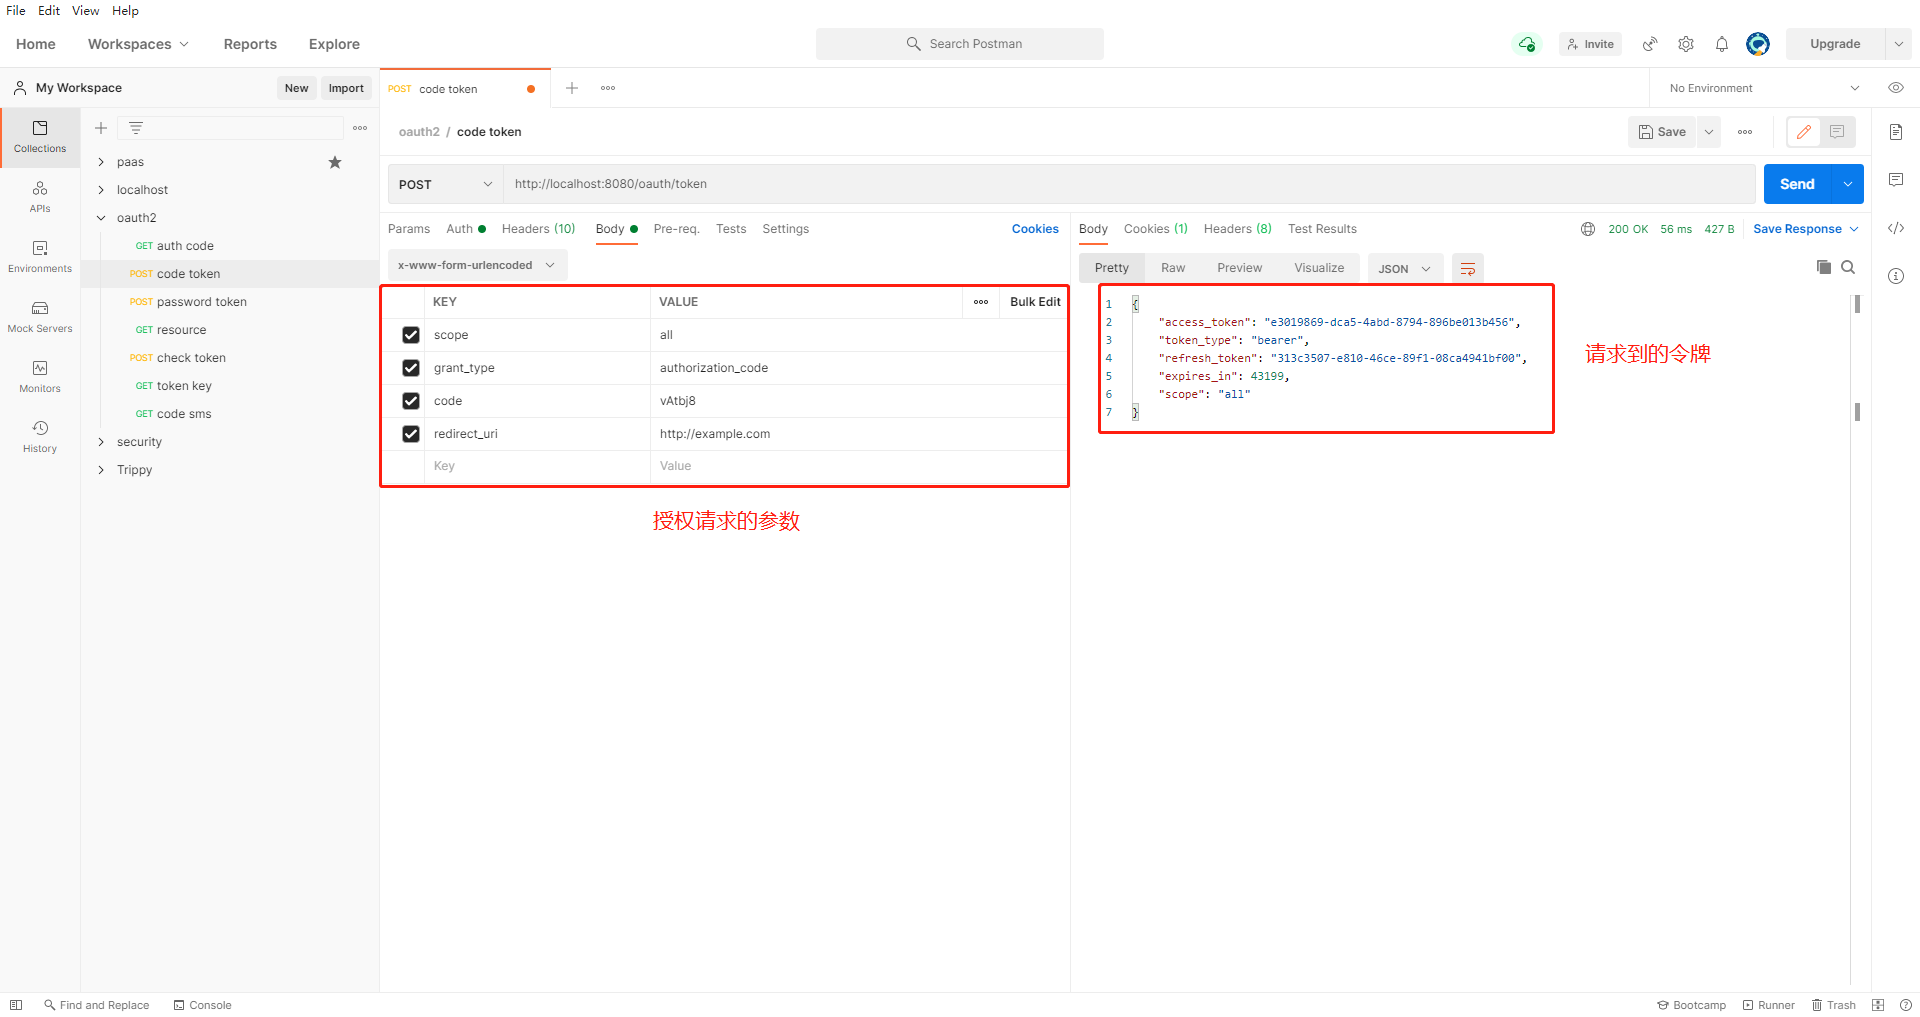 File Edit View Help
Home Workspaces Reports Explore Search Postman Invite Upgrade
My Workspace New Import POST code token No Environment
Collections
APIs
Environments
Mock Servers
Monitors
History
paas
localhost
oauth2
GET auth code
POST code token
POST password token
GET resource
POST check token
GET token key
GET code sms
security
Trippy
oauth2 / code token Save
POST http://localhost:8080/oauth/token Send
Params Auth Headers (10) Body Pre-req. Tests Settings Cookies
x-www-form-urlencoded
KEY VALUE Bulk Edit
scope all
grant_type authorization_code
code vAtbj8
redirect_uri http://example.com
Key Value
授权请求的参数
Body Cookies (1) Headers (8) Test Results 200 OK 56 ms 427 B Save Response
Pretty Raw Preview Visualize JSON
1 {
2 "access_token": "e3019869-dca5-4abd-8794-896be013b456",
3 "token_type": "bearer",
4 "refresh_token": "313c3507-e810-46ce-89f1-08ca4941bf00",
5 "expires_in": 43199,
6 "scope": "all"
7 }
请求到的令牌
Find and Replace Console Bootcamp Runner Trash